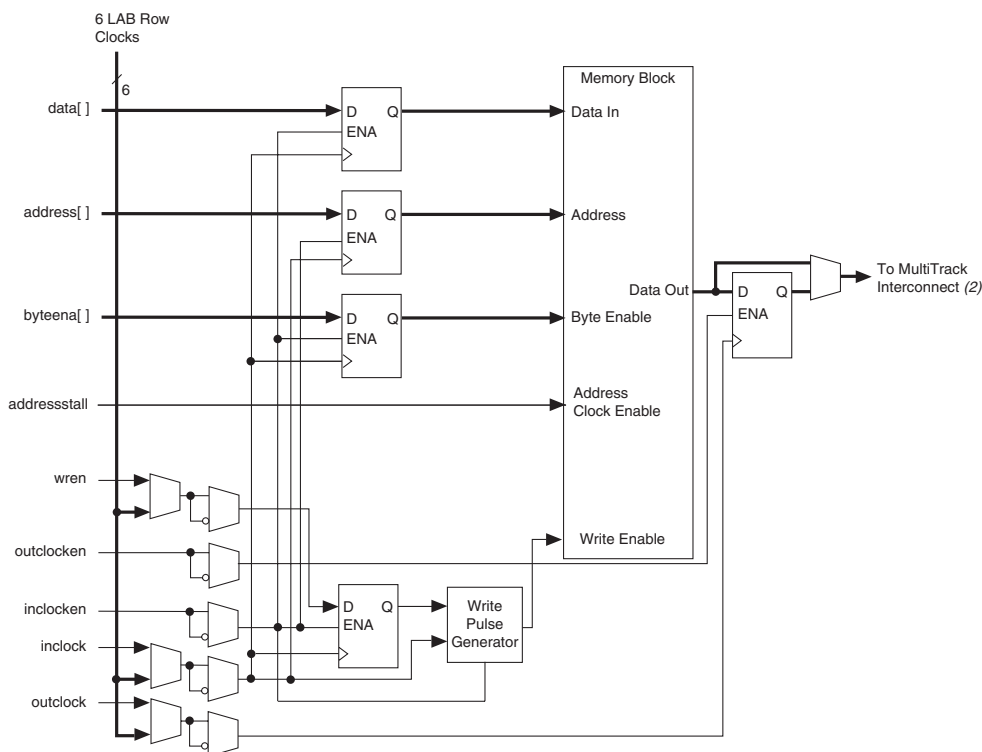 6 LAB Row
Clocks
6
Memory Block
data[ ]
D Q
ENA
Data In
address[ ]
D Q
ENA
Address
To MultiTrack
Interconnect (2)
Data Out
D Q
ENA
byteena[ ]
D Q
ENA
Byte Enable
addressstall
Address
Clock Enable
wren
outclocken
Write Enable
inclocken
D Q
ENA
Write
Pulse
Generator
inclock
outclock